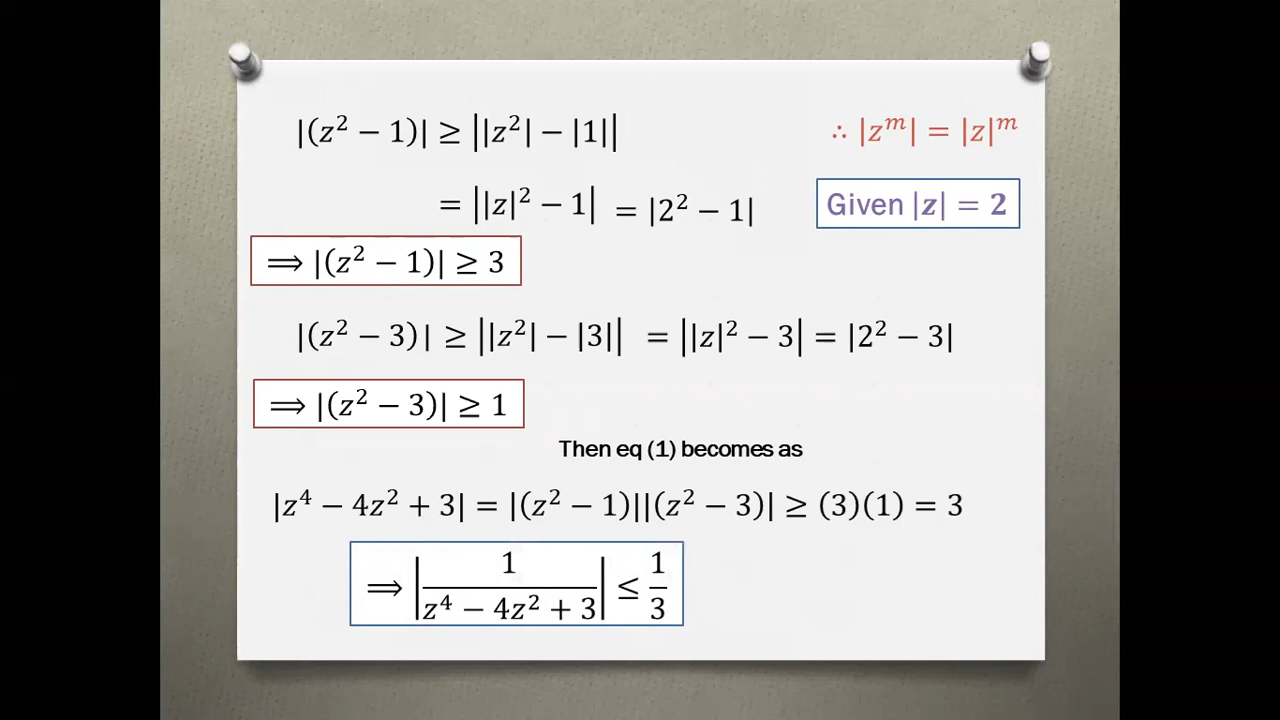 |(z² − 1)| ≥ ||z²| − |1||
∴ |zᵐ| = |z|ᵐ
= ||z|² − 1| = |2² − 1|
Given |z| = 2
⟹ |(z² − 1)| ≥ 3
|(z² − 3)| ≥ ||z²| − |3|| = ||z|² − 3| = |2² − 3|
⟹ |(z² − 3)| ≥ 1
Then eq (1) becomes as
|z⁴ − 4z² + 3| = |(z² − 1)||(z² − 3)| ≥ (3)(1) = 3
⟹ |1/(z⁴ − 4z² + 3)| ≤ 1/3